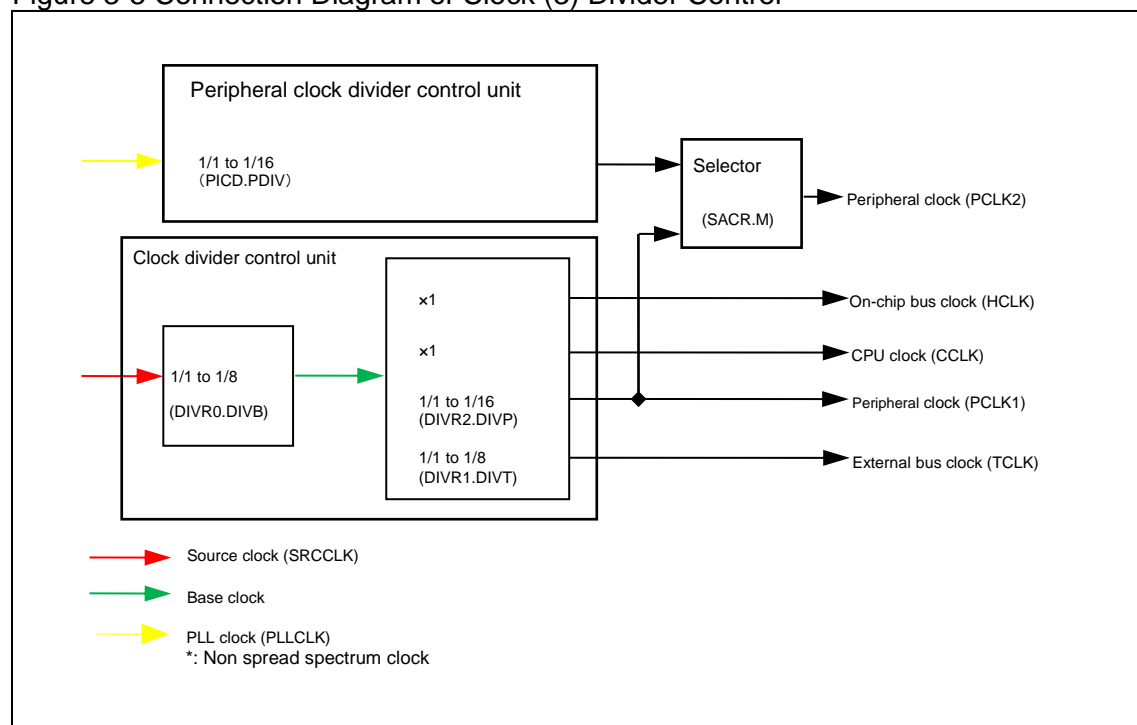 Figure 3-3 Connection Diagram of Clock (3) Divider Control
Peripheral clock divider control unit
1/1 to 1/16
（PICD.PDIV）
Selector
(SACR.M)
Peripheral clock (PCLK2)
Clock divider control unit
×1
On-chip bus clock (HCLK)
×1
CPU clock (CCLK)
1/1 to 1/8
(DIVR0.DIVB)
1/1 to 1/16
(DIVR2.DIVP)
Peripheral clock (PCLK1)
1/1 to 1/8
(DIVR1.DIVT)
External bus clock (TCLK)
Source clock (SRCCLK)
Base clock
PLL clock (PLLCLK)
*: Non spread spectrum clock